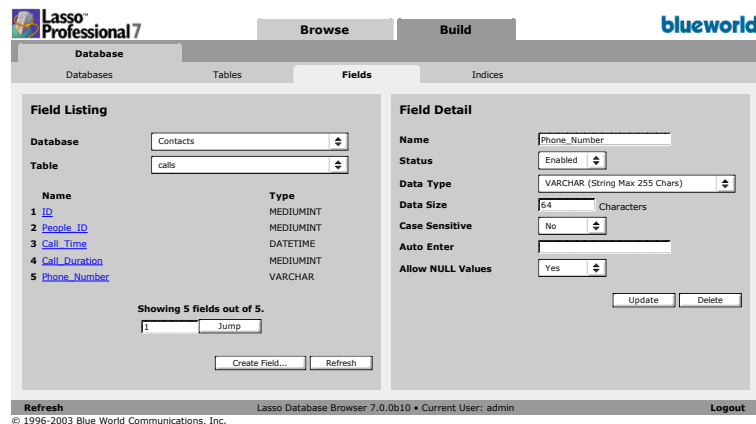 Lasso™
Professional 7
Browse
Build
blueworld
Database
Databases
Tables
Fields
Indices
Field Listing
Database
Contacts
Table
calls
Name Type
1 ID MEDIUMINT
2 People_ID MEDIUMINT
3 Call_Time DATETIME
4 Call_Duration MEDIUMINT
5 Phone_Number VARCHAR
Showing 5 fields out of 5.
1 Jump
Create Field... Refresh
Field Detail
Name Phone_Number
Status Enabled
Data Type VARCHAR (String Max 255 Chars)
Data Size 64 Characters
Case Sensitive No
Auto Enter
Allow NULL Values Yes
Update Delete
Refresh Lasso Database Browser 7.0.0b10 • Current User: admin Logout
© 1996-2003 Blue World Communications, Inc.